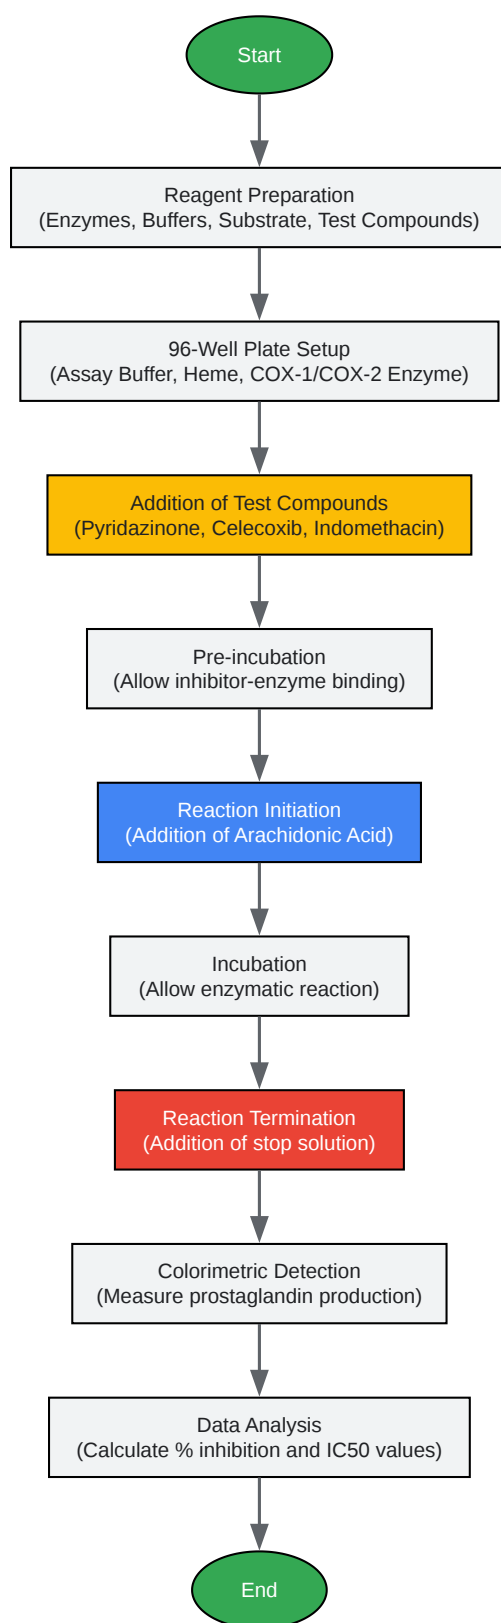 Start
Reagent Preparation
(Enzymes, Buffers, Substrate, Test Compounds)
96-Well Plate Setup
(Assay Buffer, Heme, COX-1/COX-2 Enzyme)
Addition of Test Compounds
(Pyridazinone, Celecoxib, Indomethacin)
Pre-incubation
(Allow inhibitor-enzyme binding)
Reaction Initiation
(Addition of Arachidonic Acid)
Incubation
(Allow enzymatic reaction)
Reaction Termination
(Addition of stop solution)
Colorimetric Detection
(Measure prostaglandin production)
Data Analysis
(Calculate % inhibition and IC50 values)
End